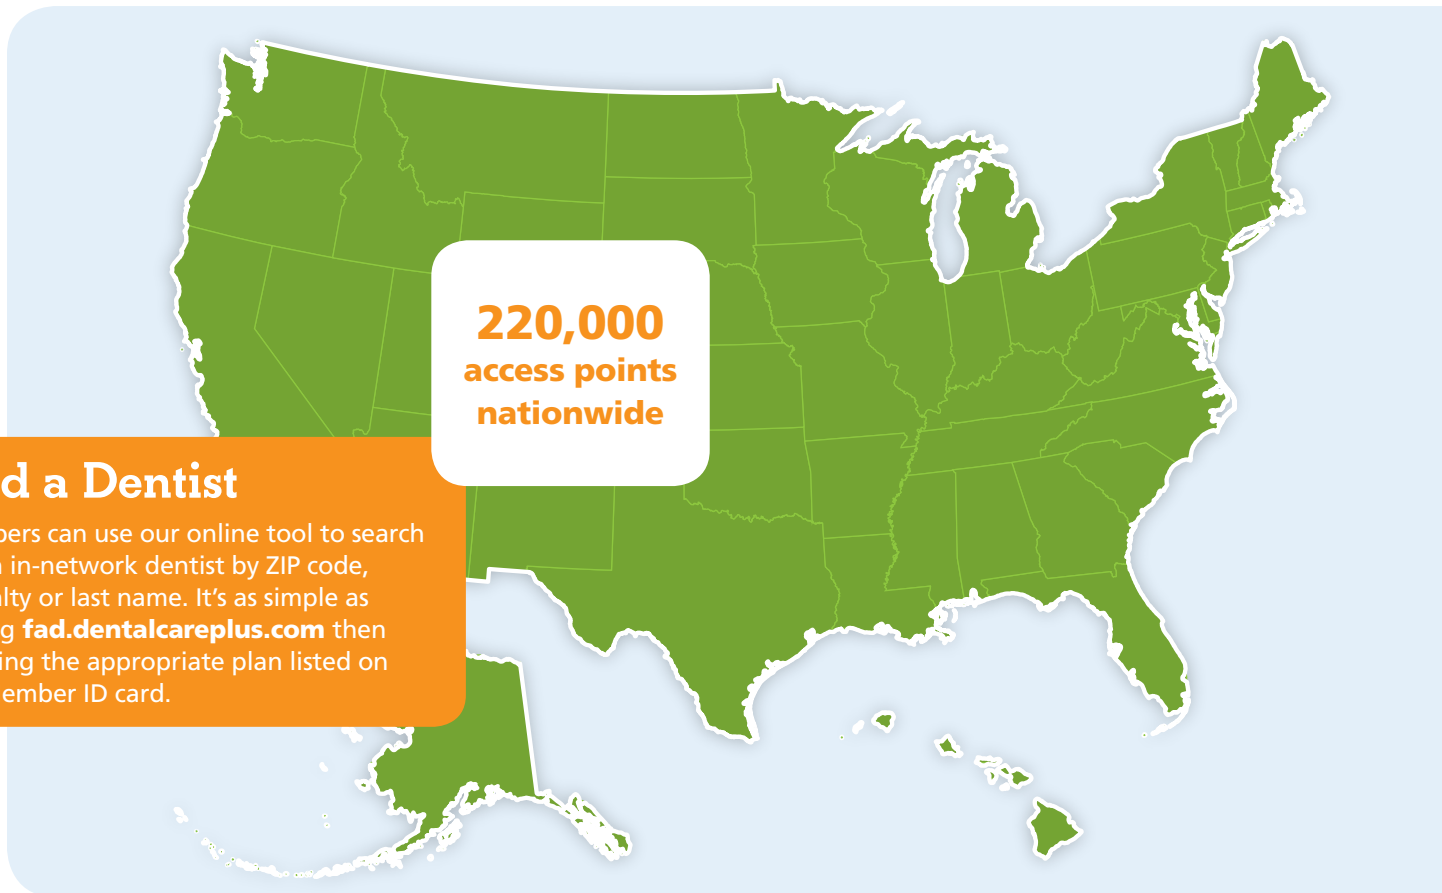 220,000
access points
nationwide
d a Dentist
bers can use our online tool to search
in-network dentist by ZIP code,
alty or last name. It's as simple as
g fad.dentalcareplus.com then
ing the appropriate plan listed on
ember ID card.